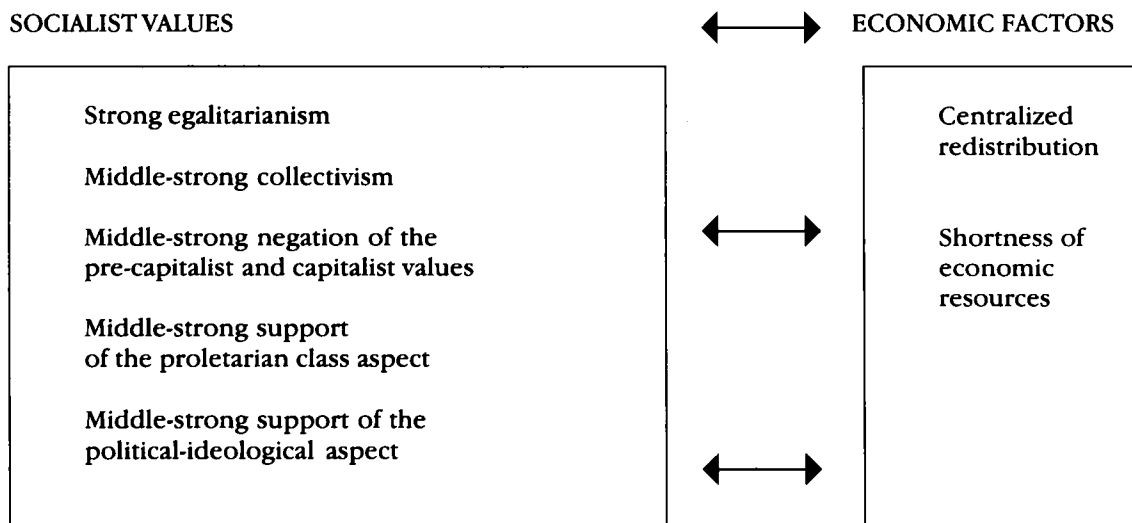 SOCIALIST VALUES
ECONOMIC FACTORS
Strong egalitarianism
Middle-strong collectivism
Middle-strong negation of the
pre-capitalist and capitalist values
Middle-strong support
of the proletarian class aspect
Middle-strong support of the
political-ideological aspect
Centralized
redistribution
Shortness of
economic
resources